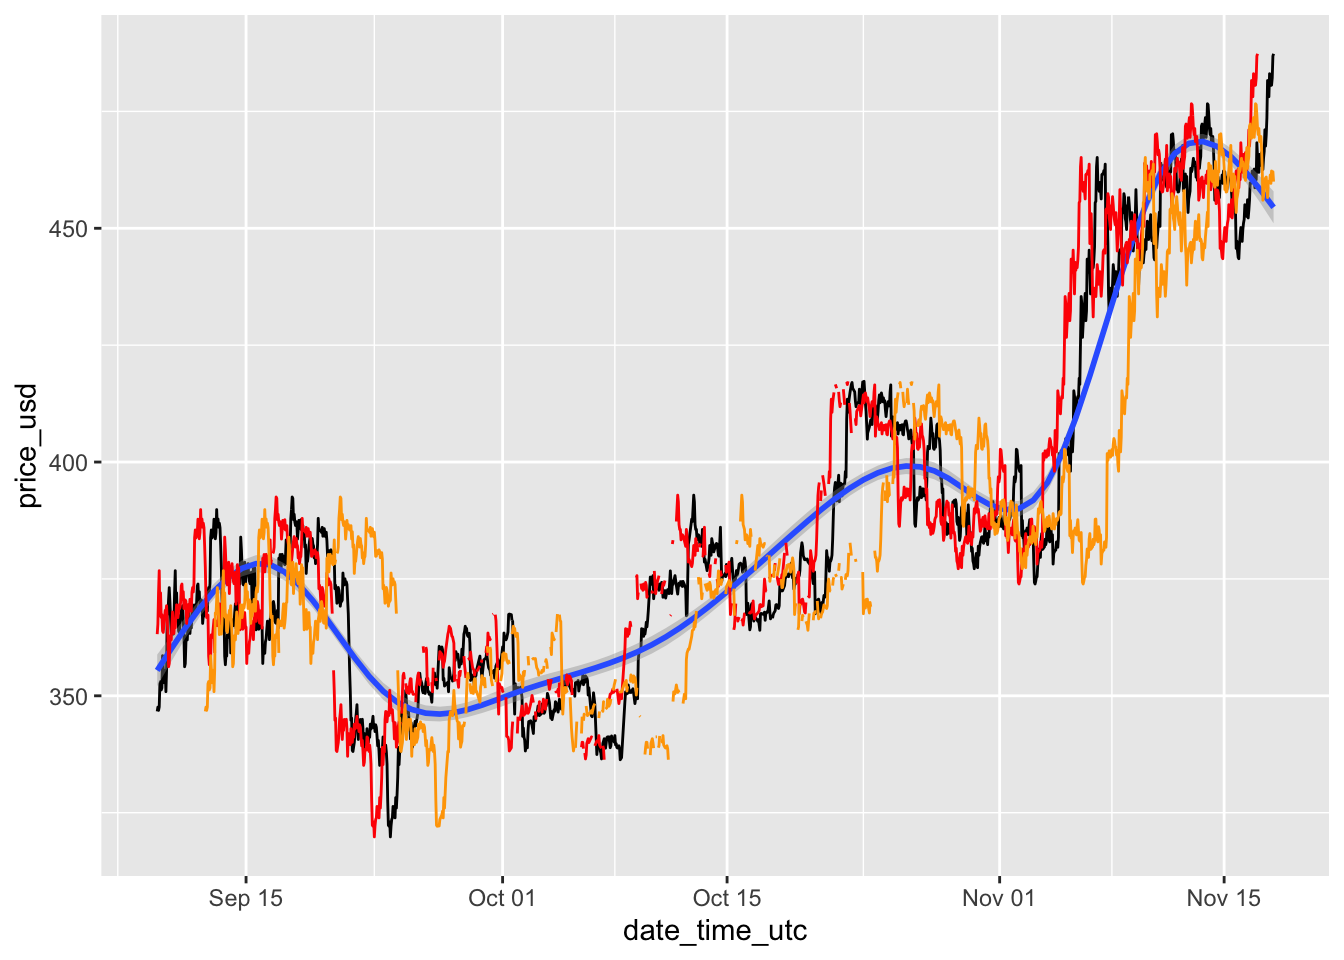 450
400
350
price_usd
Sep 15
Oct 01
Oct 15
Nov 01
Nov 15
date_time_utc